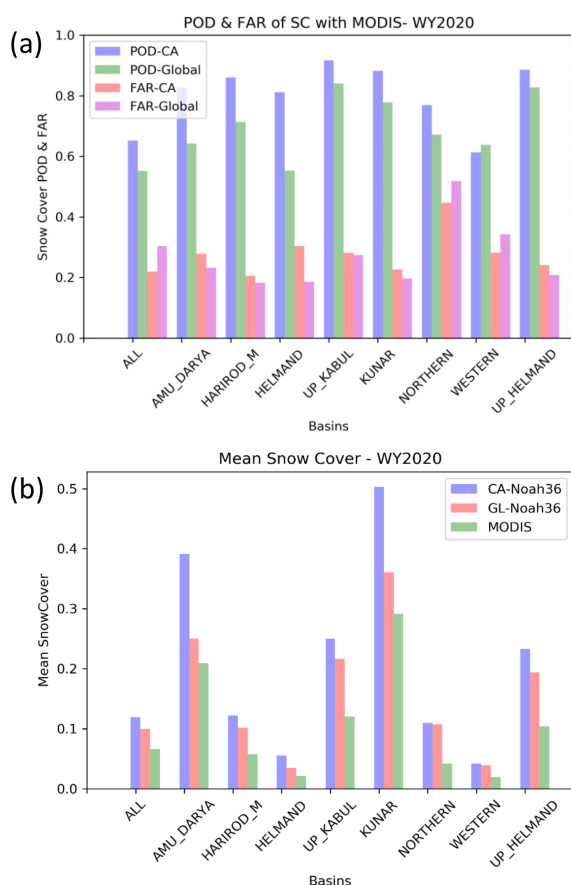 (a)
POD & FAR of SC with MODIS- WY2020
1.0
0.8
0.6
0.4
0.2
0.0
Snow Cover POD & FAR
POD-CA
POD-Global
FAR-CA
FAR-Global
ALL
AMU_DARYA
HARIROD_M
HELMAND
UP_KABUL
KUNAR
NORTHERN
WESTERN
UP_HELMAND
Basins
(b)
Mean Snow Cover - WY2020
0.5
0.4
0.3
0.2
0.1
0.0
Mean SnowCover
CA-Noah36
GL-Noah36
MODIS
ALL
AMU_DARYA
HARIROD_M
HELMAND
UP_KABUL
KUNAR
NORTHERN
WESTERN
UP_HELMAND
Basins